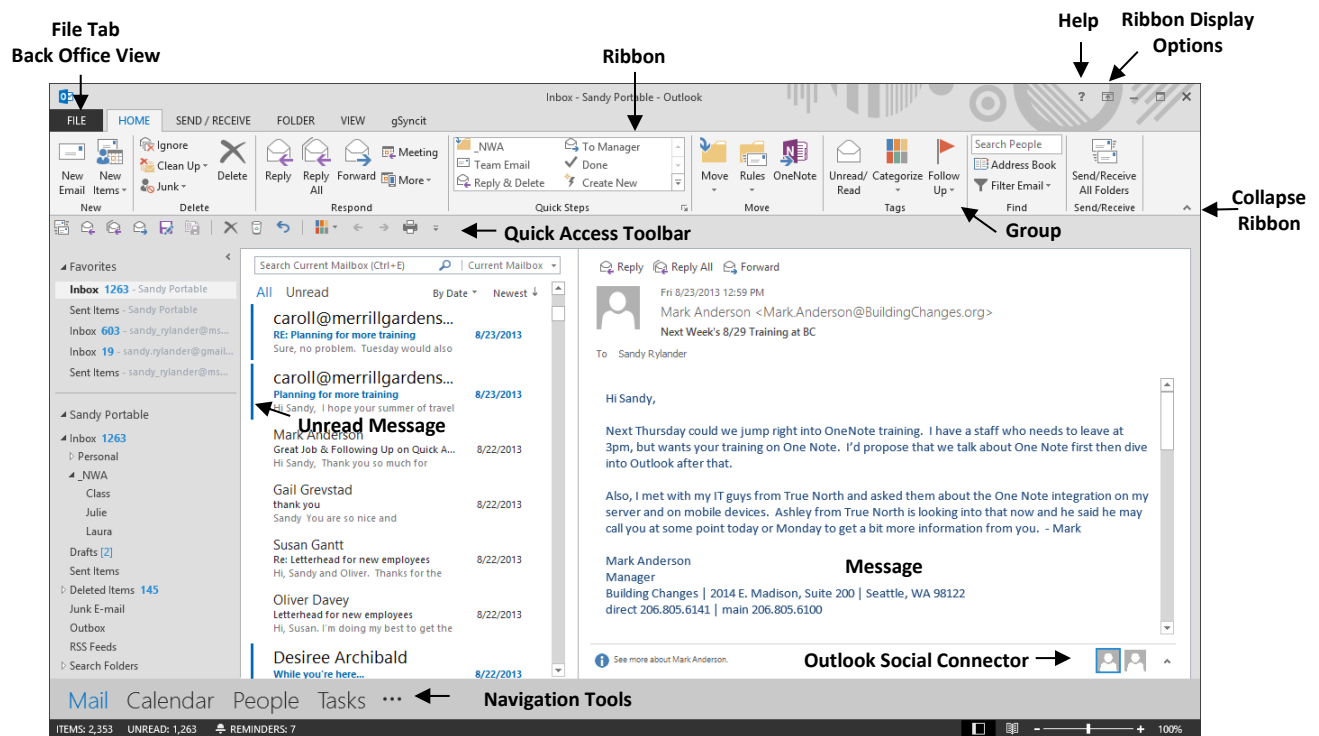 File Tab
Back Office View
Ribbon
Help
Ribbon Display
Options
Inbox - Sandy Portable - Outlook
?
FILE HOME SEND / RECEIVE FOLDER VIEW gSyncit
New
Email
New
Items
New
Ignore
Clean Up
Junk
Delete
Delete
Reply
Reply
All
Forward
Meeting
More
Respond
_NWA
Team Email
Reply & Delete
To Manager
Done
Create New
Quick Steps
Move
Rules
OneNote
Move
Unread/
Read
Categorize
Follow
Up
Tags
Search People
Address Book
Filter Email
Find
Send/Receive
All Folders
Send/Receive
Collapse
Ribbon
Quick Access Toolbar
Group
Favorites
Inbox 1263 - Sandy Portable
Sent Items - Sandy Portable
Inbox 603 - sandy_rylander@ms...
Inbox 19 - sandy.rylander@gmail...
Sent Items - sandy_rylander@ms...
Sandy Portable
Inbox 1263
Personal
_NWA
Class
Julie
Laura
Drafts [2]
Sent Items
Deleted Items 145
Junk E-mail
Outbox
RSS Feeds
Search Folders
Search Current Mailbox (Ctrl+E) Current Mailbox
All Unread By Date Newest ↓
caroll@merrillgardens...
RE: Planning for more training 8/23/2013
Sure, no problem. Tuesday would also
caroll@merrillgardens...
Planning for more training 8/23/2013
Hi Sandy, I hope your summer of travel
Unread Message
Mark Anderson
Great Job & Following Up on Quick A... 8/22/2013
Hi Sandy, Thank you so much for
Gail Grevstad
thank you 8/22/2013
Sandy You are so nice and
Susan Gantt
Re: Letterhead for new employees 8/22/2013
Hi, Sandy and Oliver. Thanks for the
Oliver Davey
Letterhead for new employees 8/22/2013
Hi, Susan. I'm doing my best to get the
Desiree Archibald
While you're here... 8/22/2013
Reply Reply All Forward
Fri 8/23/2013 12:59 PM
Mark Anderson <Mark.Anderson@BuildingChanges.org>
Next Week's 8/29 Training at BC
To Sandy Rylander
Hi Sandy,
Next Thursday could we jump right into OneNote training. I have a staff who needs to leave at
3pm, but wants your training on One Note. I'd propose that we talk about One Note first then dive
into Outlook after that.
Also, I met with my IT guys from True North and asked them about the One Note integration on my
server and on mobile devices. Ashley from True North is looking into that now and he said he may
call you at some point today or Monday to get a bit more information from you. - Mark
Mark Anderson
Manager
Building Changes | 2014 E. Madison, Suite 200 | Seattle, WA 98122
direct 206.805.6141 | main 206.805.6100
Message
See more about Mark Anderson.
Outlook Social Connector
Mail Calendar People Tasks •••
Navigation Tools
ITEMS: 2,353 UNREAD: 1,263 REMINDERS: 7
- + 100%